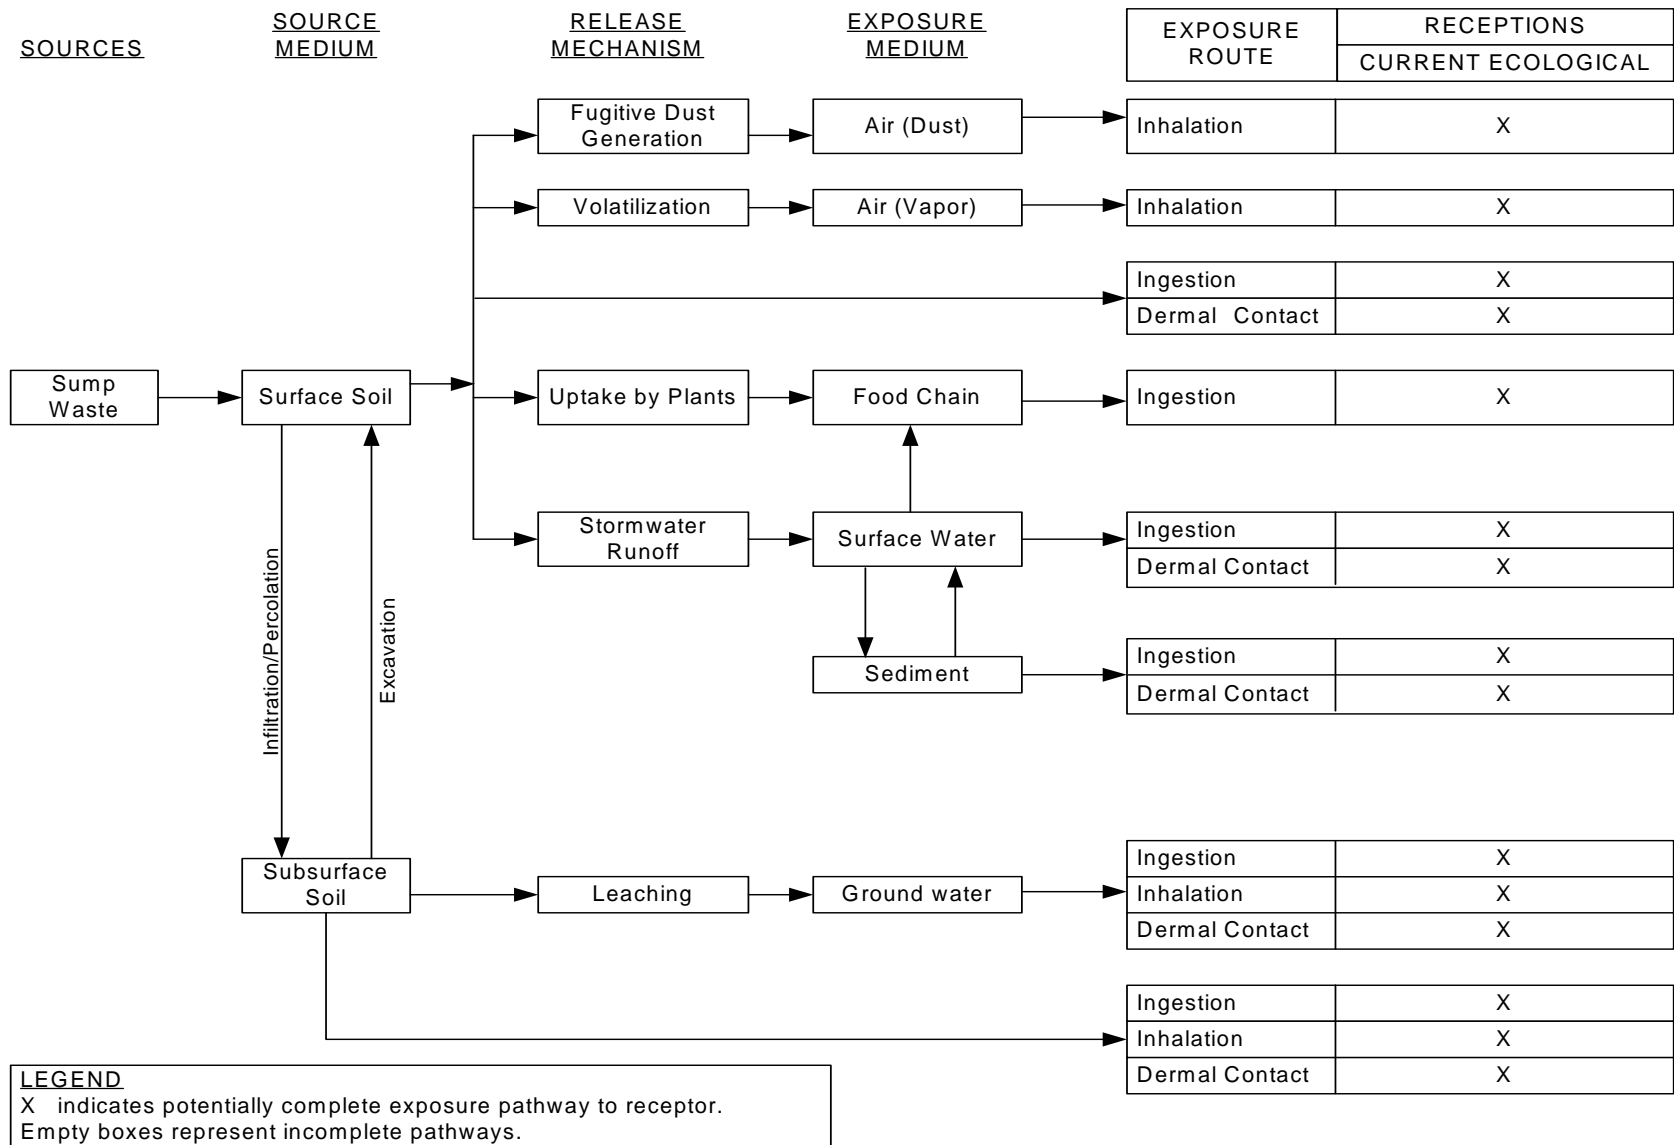 SOURCES
SOURCE
MEDIUM
RELEASE
MECHANISM
EXPOSURE
MEDIUM
EXPOSURE
ROUTE
RECEPTIONS
CURRENT ECOLOGICAL
Fugitive Dust
Generation
Air (Dust)
Inhalation
X
Volatilization
Air (Vapor)
Inhalation
X
Ingestion
X
Dermal Contact
X
Sump
Waste
Surface Soil
Uptake by Plants
Food Chain
Ingestion
X
Stormwater
Runoff
Surface Water
Ingestion
X
Dermal Contact
X
Infiltration/Percolation
Excavation
Sediment
Ingestion
X
Dermal Contact
X
Subsurface
Soil
Leaching
Ground water
Ingestion
X
Inhalation
X
Dermal Contact
X
Ingestion
X
Inhalation
X
Dermal Contact
X
LEGEND
X indicates potentially complete exposure pathway to receptor.
Empty boxes represent incomplete pathways.